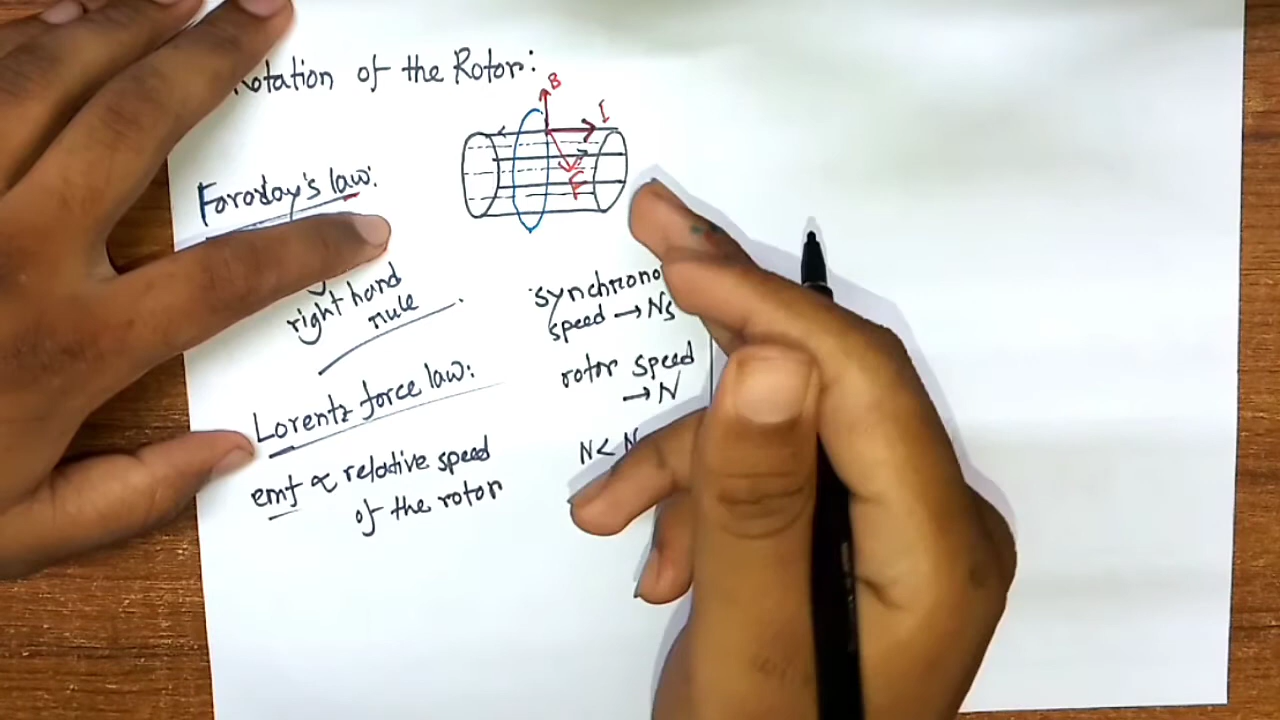 otation of the Rotor:
B
I
F
Faraday's law:
right hand
rule
synchrono
speed → Ns
rotor speed
→ N
Lorentz force law:
N < N
emf ∝ relative speed
of the rotor